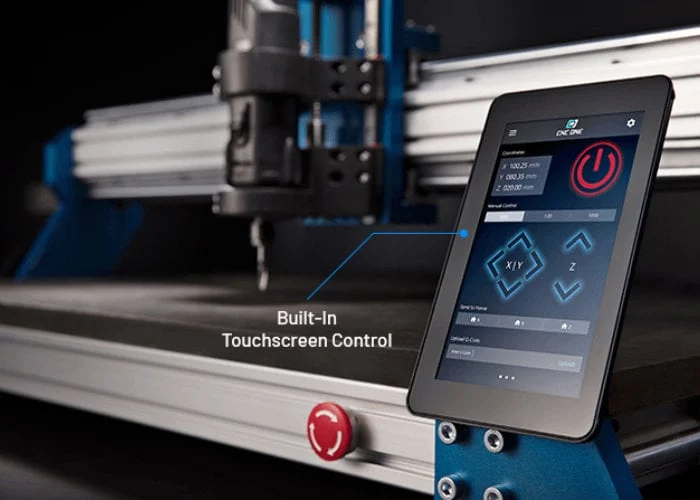 CNC ONE
Coordinates
X 100.25 mm
Y 080.35 mm
Z 020.00 mm
Manual Control
1.00
10.00
X|Y
Z
Send to Home
X
Y
Z
Upload G-Code
Upload
Built-In
Touchscreen Control